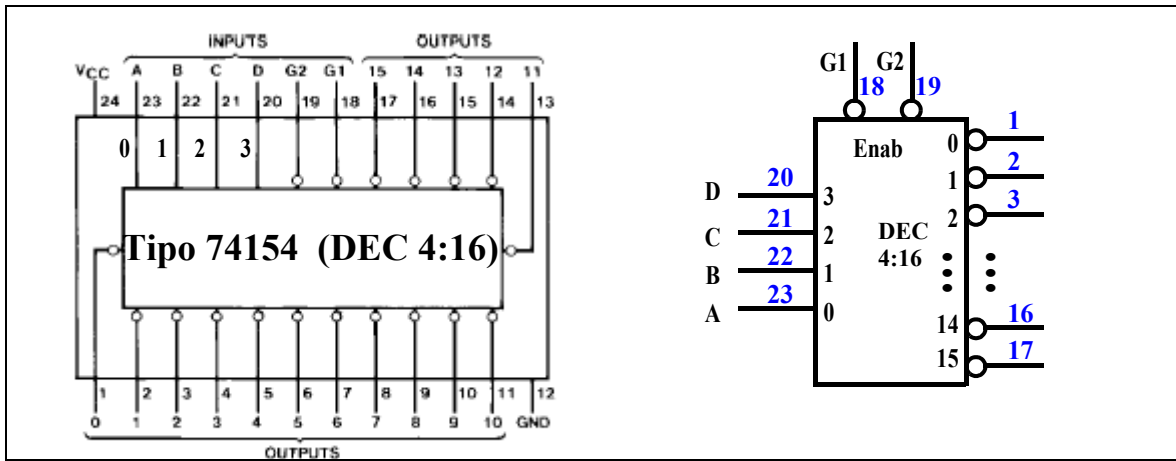 INPUTS OUTPUTS
VCC A B C D G2 G1 15 14 13 12 11
24 23 22 21 20 19 18 17 16 15 14 13
0 1 2 3
Tipo 74154 (DEC 4:16)
1 2 3 4 5 6 7 8 9 10 11 12
0 1 2 3 4 5 6 7 8 9 10 GND
OUTPUTS
G1 18 G2 19
Enab
0 1
1 2
2 3
D 20 3
C 21 2
B 22 1
A 23 0
DEC
4:16
14 16
15 17